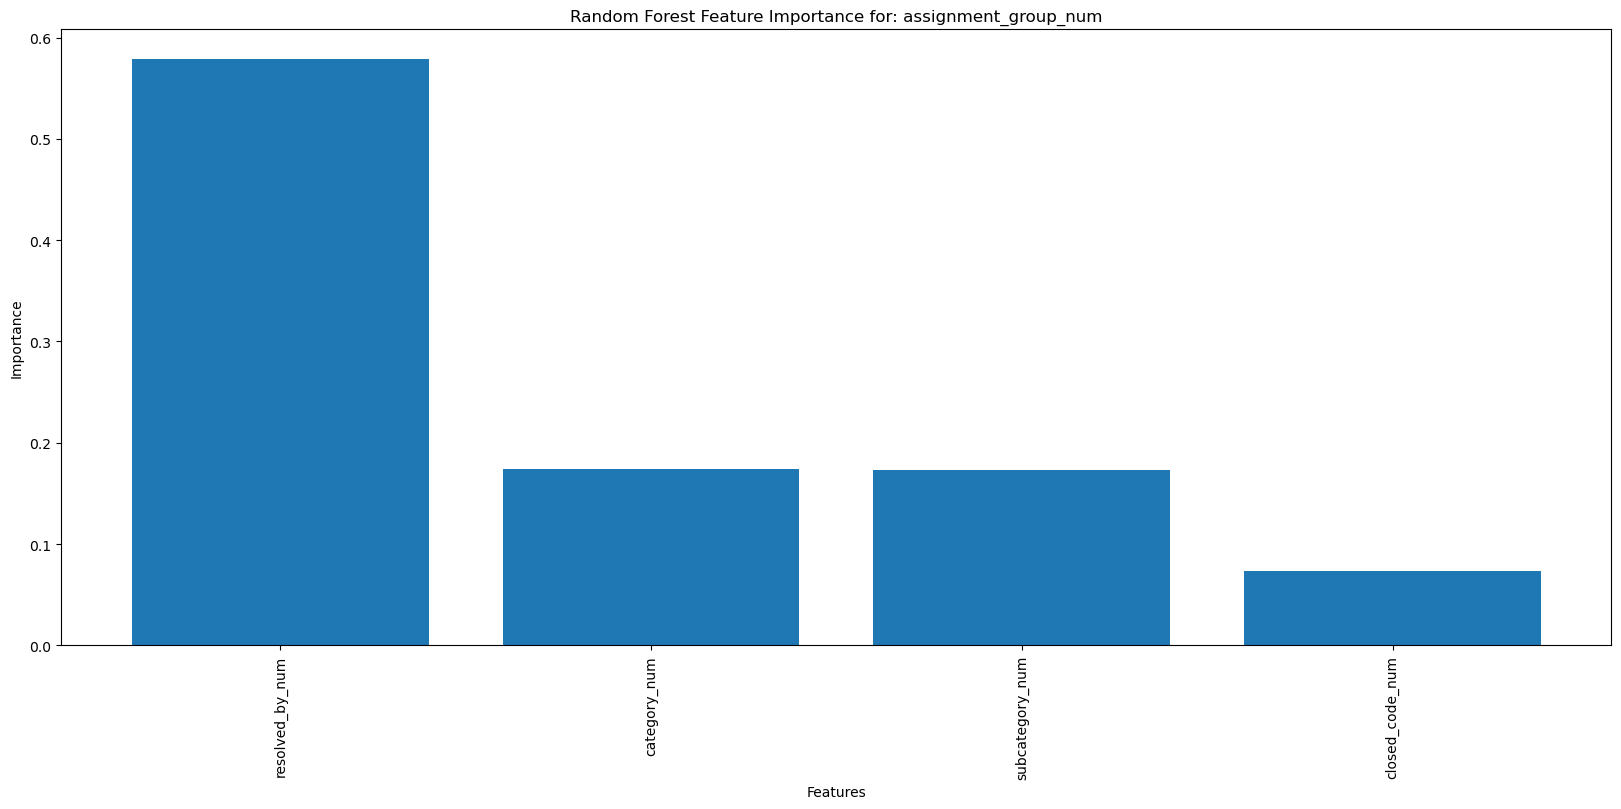 Random Forest Feature Importance for: assignment_group_num
Importance
0.6
0.5
0.4
0.3
0.2
0.1
0.0
resolved_by_num
category_num
subcategory_num
closed_code_num
Features